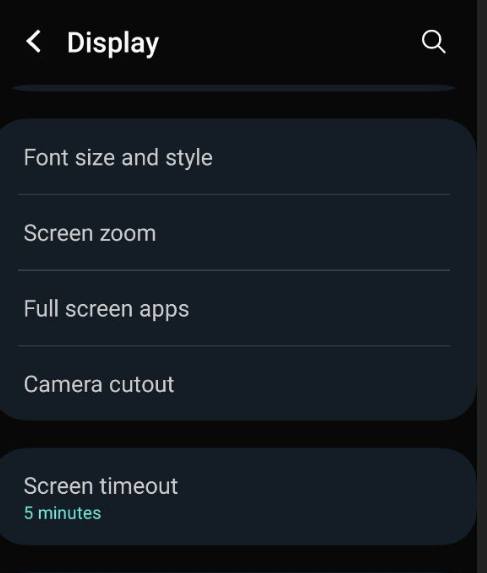 Display
Font size and style
Screen zoom
Full screen apps
Camera cutout
Screen timeout
5 minutes